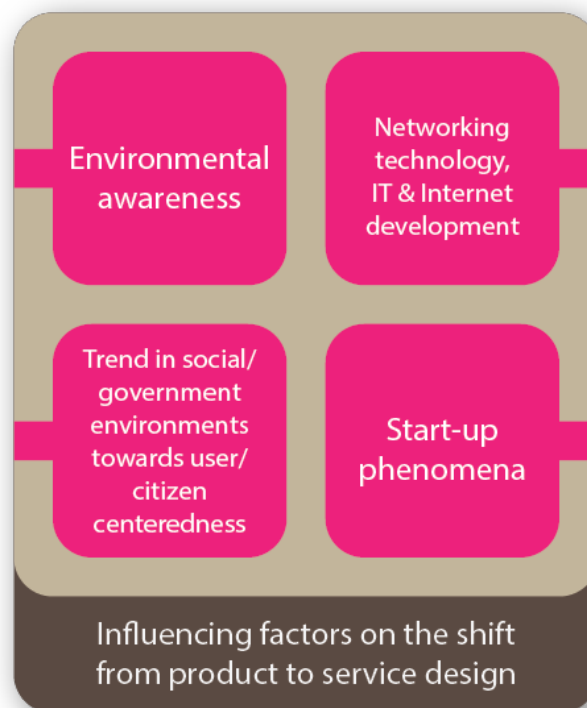 Environmental
awareness
Networking
technology,
IT & Internet
development
Trend in social/
government
environments
towards user/
citizen
centeredness
Start-up
phenomena
Influencing factors on the shift
from product to service design